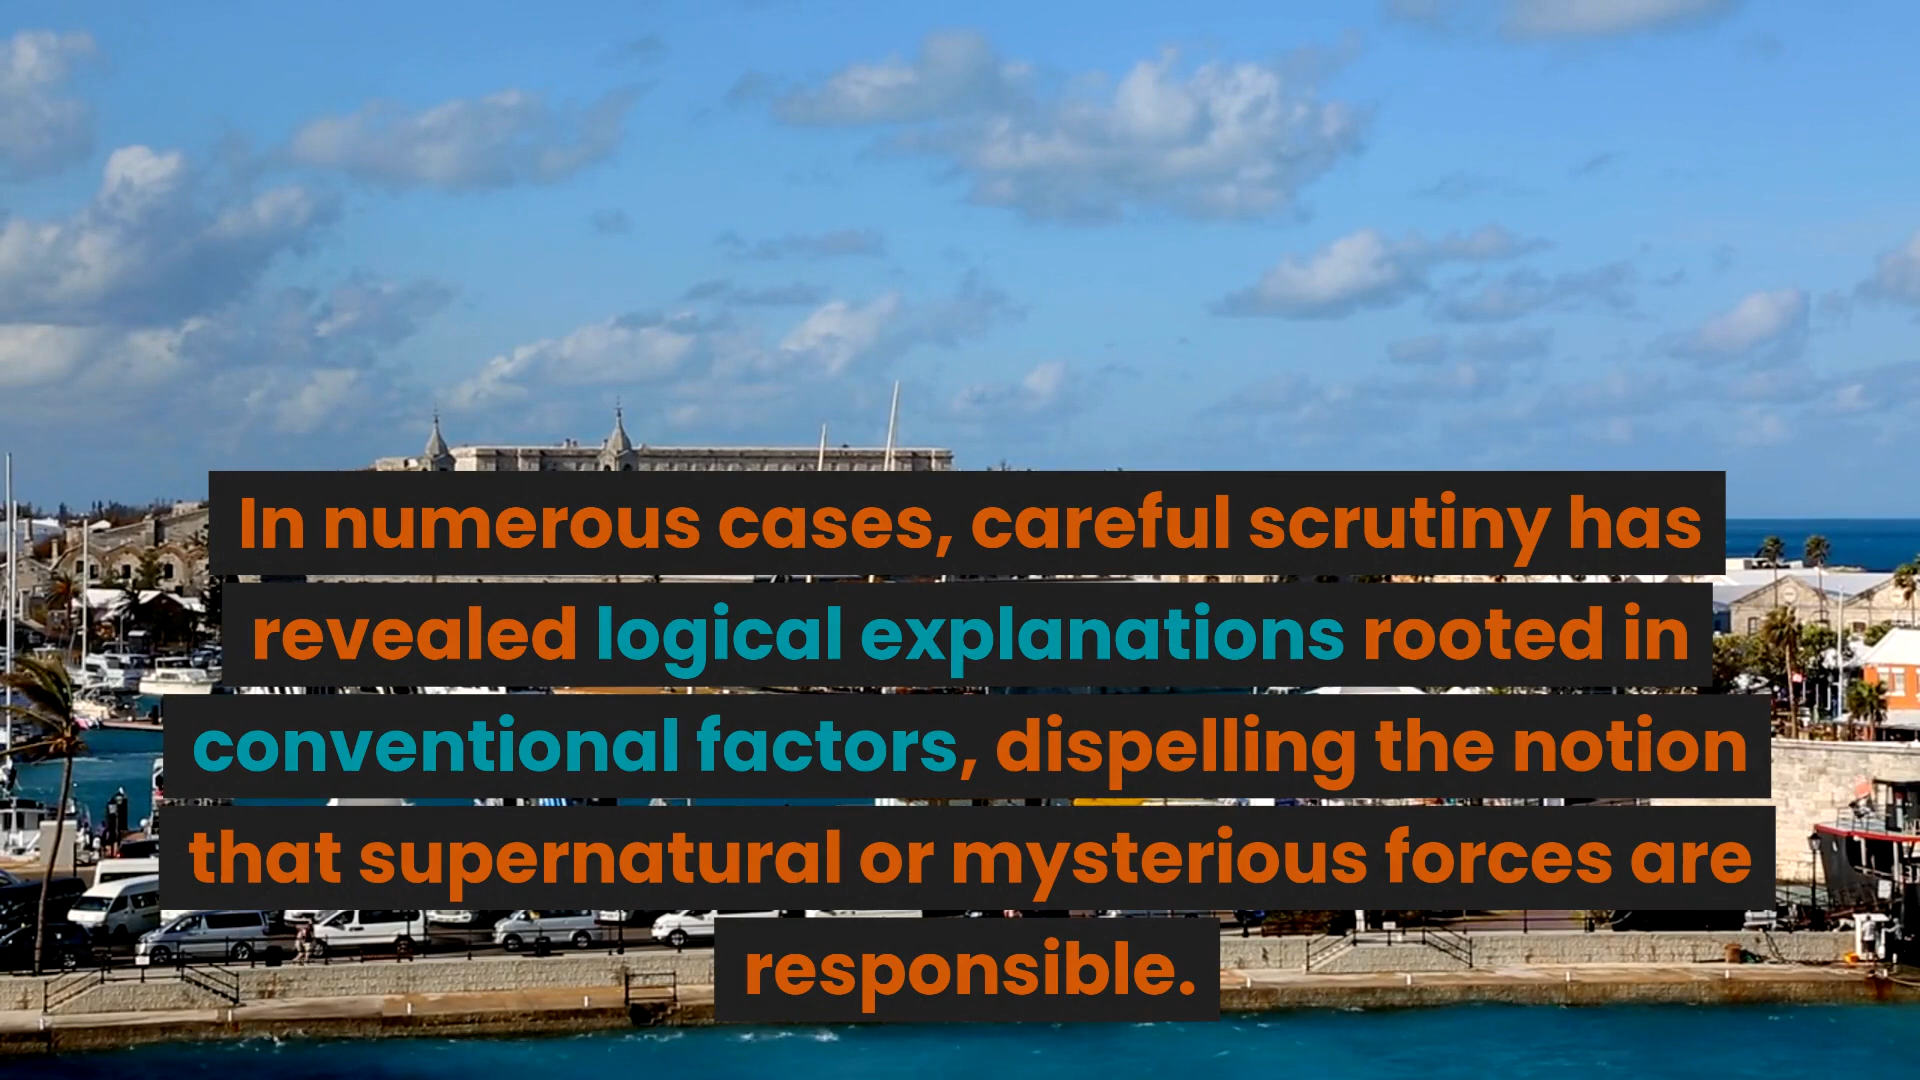 In numerous cases, careful scrutiny has
revealed logical explanations rooted in
conventional factors, dispelling the notion
that supernatural or mysterious forces are
responsible.